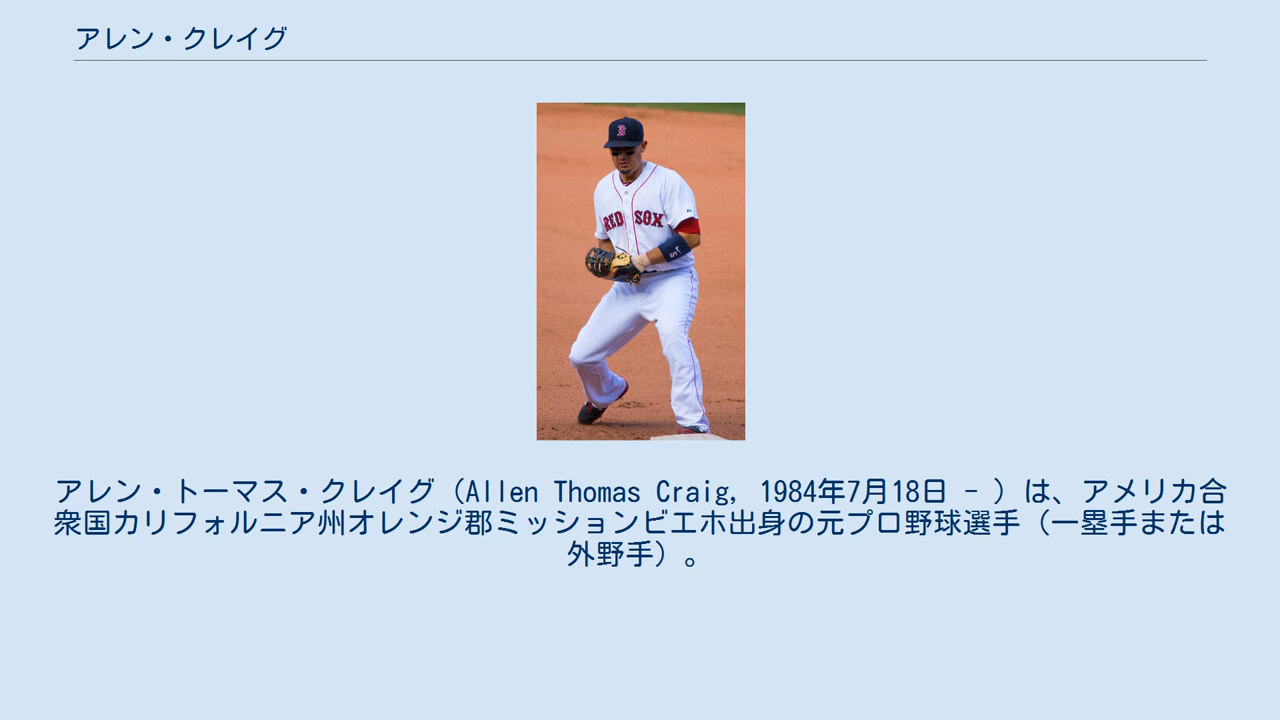 アレン・クレイグ
B
RED SOX
アレン・トーマス・クレイグ（Allen Thomas Craig, 1984年7月18日 - ）は、アメリカ合
衆国カリフォルニア州オレンジ郡ミッションビエホ出身の元プロ野球選手（一塁手または
外野手）。